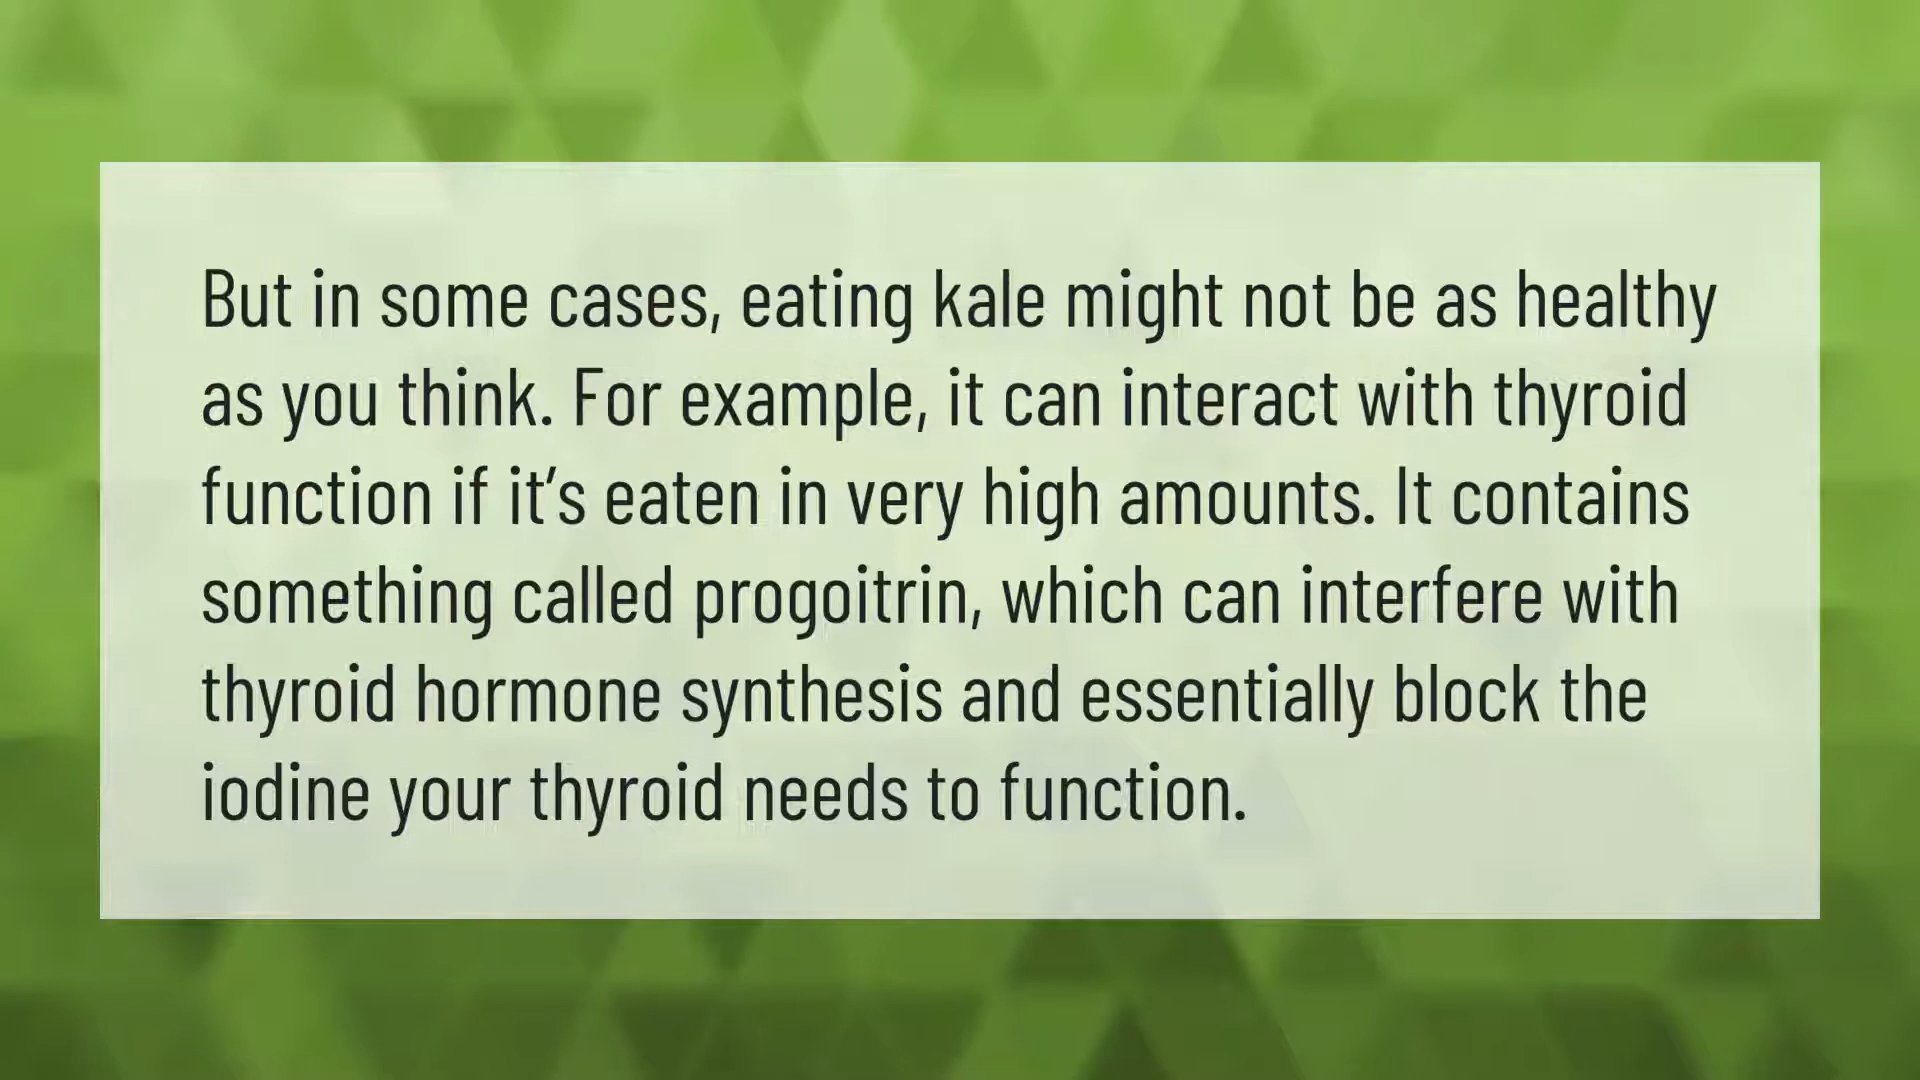 But in some cases, eating kale might not be as healthy
as you think. For example, it can interact with thyroid
function if it’s eaten in very high amounts. It contains
something called progoitrin, which can interfere with
thyroid hormone synthesis and essentially block the
iodine your thyroid needs to function.